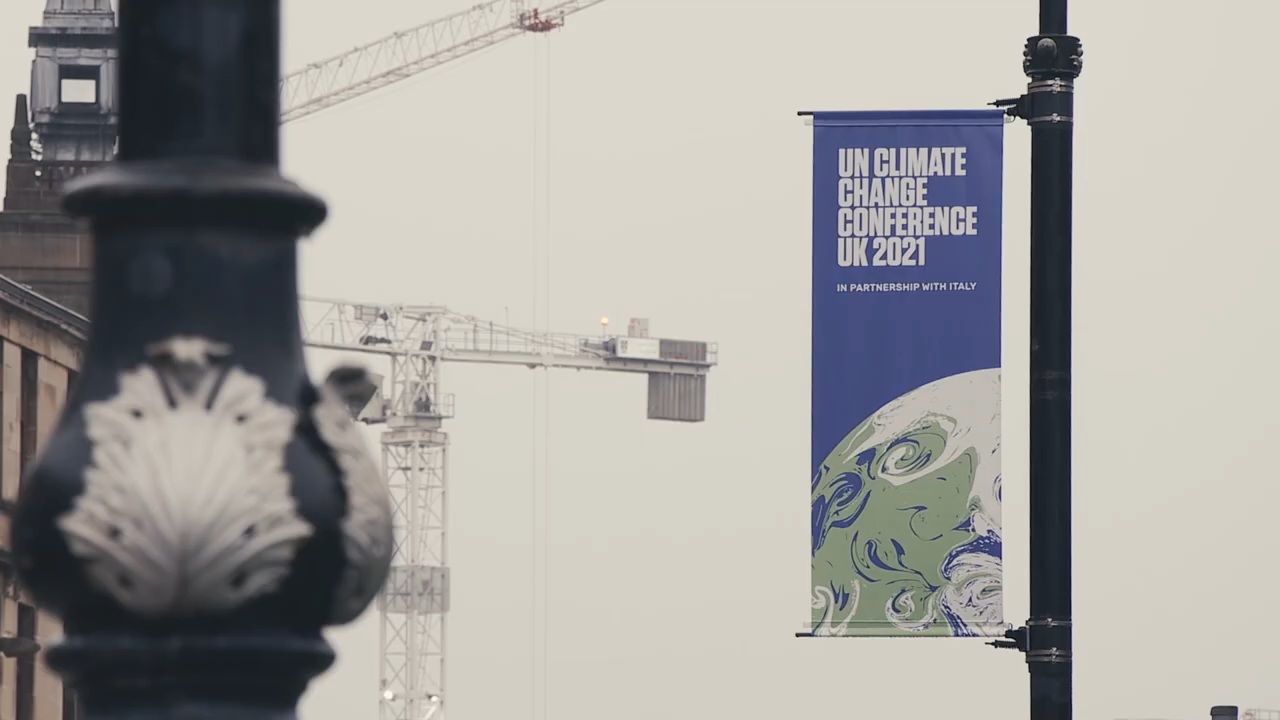 UN CLIMATE
CHANGE
CONFERENCE
UK 2021
IN PARTNERSHIP WITH ITALY